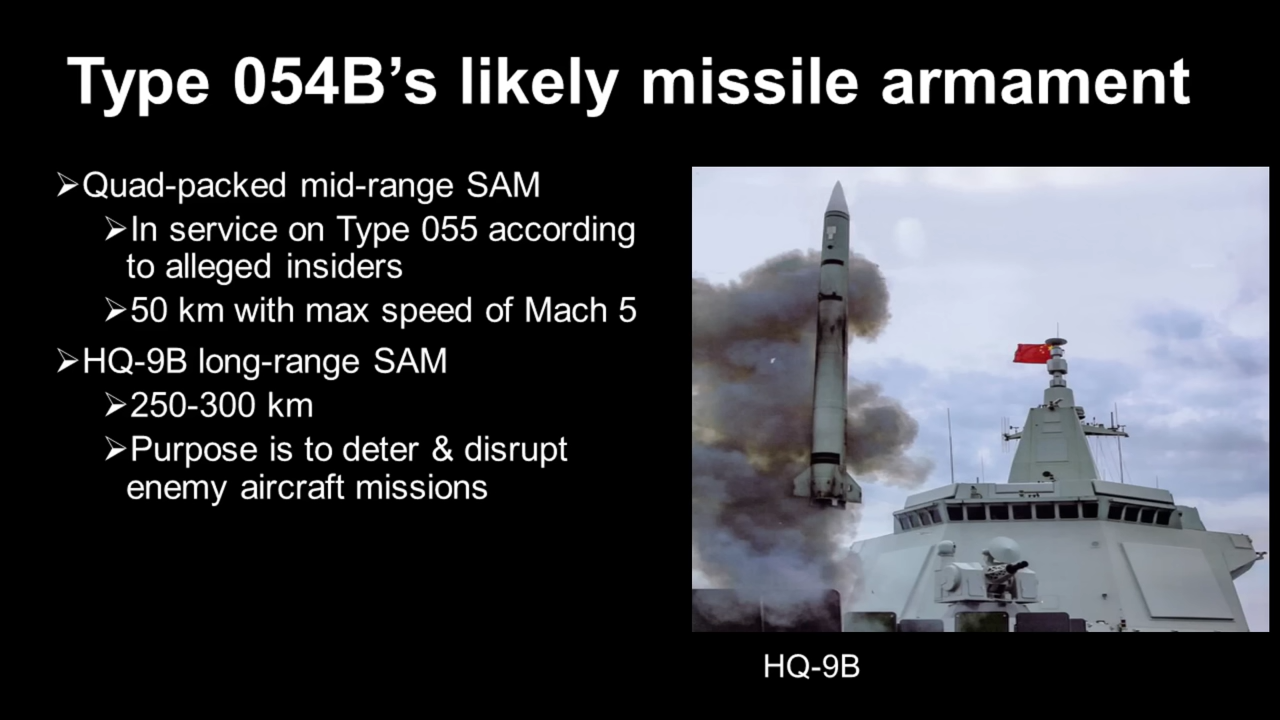 Type 054B’s likely missile armament
➢Quad-packed mid-range SAM
➢In service on Type 055 according
to alleged insiders
➢50 km with max speed of Mach 5
➢HQ-9B long-range SAM
➢250-300 km
➢Purpose is to deter & disrupt
enemy aircraft missions
HQ-9B